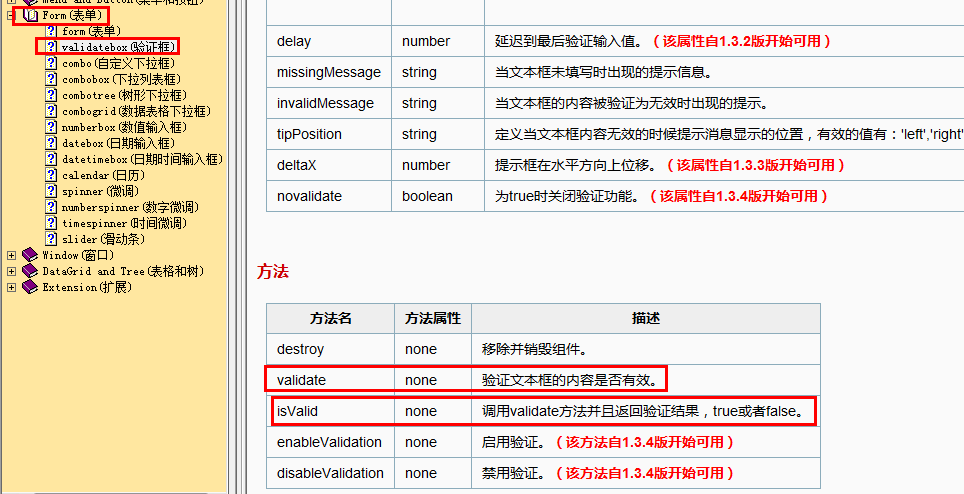 Menu and Button(菜单和按钮)
Form(表单)
form(表单)
validatebox(验证框)
combo(自定义下拉框)
combobox(下拉列表框)
combotree(树形下拉框)
combogrid(数据表格下拉框)
numberbox(数值输入框)
datebox(日期输入框)
datetimebox(日期时间输入框)
calendar(日历)
spinner(微调)
numberspinner(数字微调)
timespinner(时间微调)
slider(滑动条)
Window(窗口)
DataGrid and Tree(表格和树)
Extension(扩展)
delay number 延迟到最后验证输入值。（该属性自1.3.2版开始可用）
missingMessage string 当文本框未填写时出现的提示信息。
invalidMessage string 当文本框的内容被验证为无效时出现的提示。
tipPosition string 定义当文本框内容无效的时候提示消息显示的位置，有效的值有：'left','right'
deltaX number 提示框在水平方向上位移。（该属性自1.3.3版开始可用）
novalidate boolean 为true时关闭验证功能。（该属性自1.3.4版开始可用）
方法
方法名 方法属性 描述
destroy none 移除并销毁组件。
validate none 验证文本框的内容是否有效。
isValid none 调用validate方法并且返回验证结果，true或者false。
enableValidation none 启用验证。（该方法自1.3.4版开始可用）
disableValidation none 禁用验证。（该方法自1.3.4版开始可用）